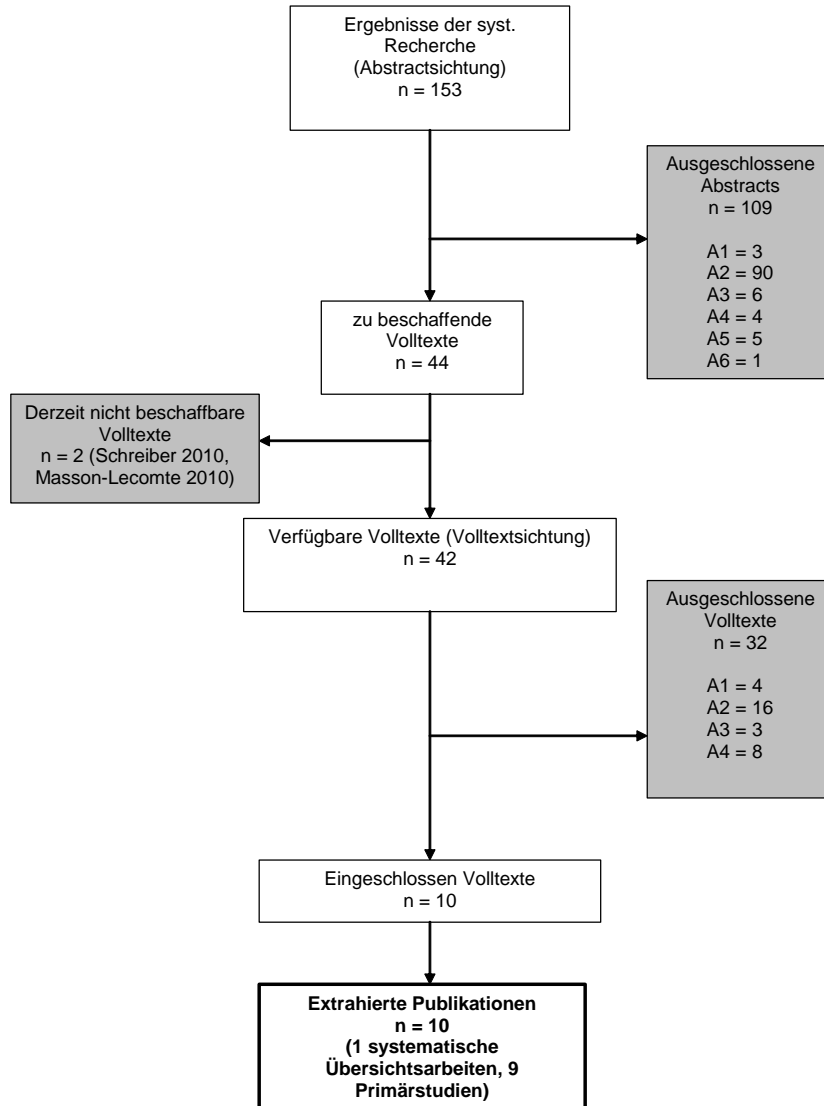 Ergebnisse der syst.
Recherche
(Abstractsichtung)
n = 153
Ausgeschlossene
Abstracts
n = 109
A1 = 3
A2 = 90
A3 = 6
A4 = 4
A5 = 5
A6 = 1
zu beschaffende
Volltexte
n = 44
Derzeit nicht beschaffbare
Volltexte
n = 2 (Schreiber 2010,
Masson-Lecomte 2010)
Verfügbare Volltexte (Volltextsichtung)
n = 42
Ausgeschlossene
Volltexte
n = 32
A1 = 4
A2 = 16
A3 = 3
A4 = 8
Eingeschlossen Volltexte
n = 10
Extrahierte Publikationen
n = 10
(1 systematische
Übersichtsarbeiten, 9
Primärstudien)